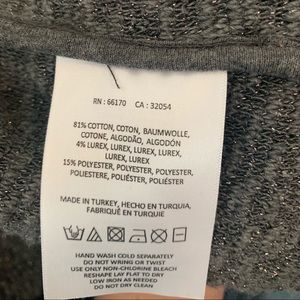 RN : 66170 CA : 32054
81% COTTON, COTON, BAUMWOLLE,
COTONE, ALGODÃO, ALGODÓN
4% LUREX, LUREX, LUREX,
LUREX, LUREX, LUREX
15% POLYESTER, POLYESTER, POLYESTER,
POLIESTERE, POLIÉSTER, POLIÉSTER
MADE IN TURKEY, HECHO EN TURQUIA,
FABRIQUÉ EN TURQUIE
HAND WASH COLD SEPARATELY
DO NOT WRING OR TWIST
USE ONLY NON-CHLORINE BLEACH
RESHAPE LAY FLAT TO DRY
LOW IRON AS NEEDED
DO NOT DRY CLEAN